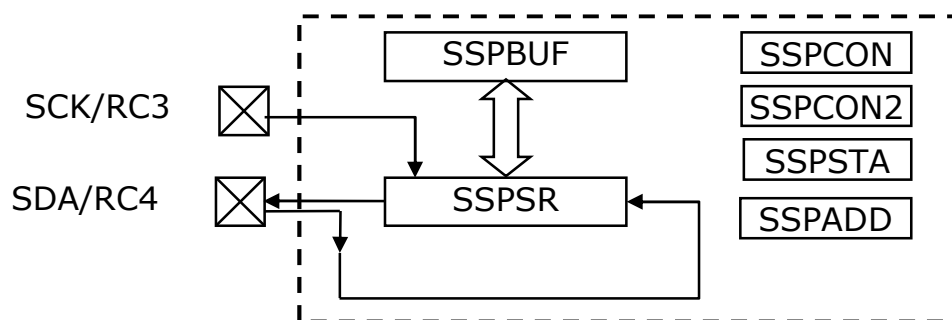 SSPBUF
SSPCON
SCK/RC3
SSPCON2
SSPSTA
SDA/RC4
SSPSR
SSPADD